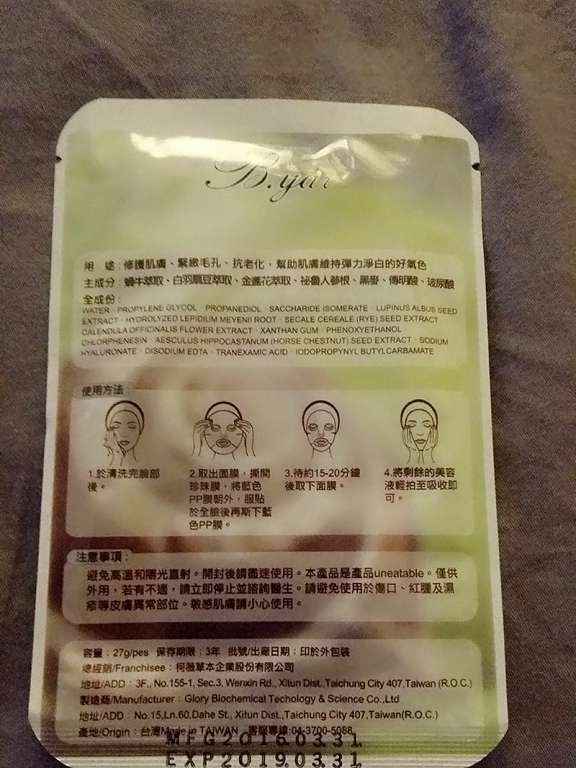 B.yar
用 途：修護肌膚、緊緻毛孔、抗老化，幫助肌膚維持彈力淨白的好氣色
主成分：蝸牛萃取、白羽扇豆萃取、金盞花萃取、祕魯人蔘根、黑麥、傳明酸、玻尿酸
全成份：
WATER、PROPYLENE GLYCOL、PROPANEDIOL、SACCHARIDE ISOMERATE、LUPINUS ALBUS SEED
EXTRACT、HYDROLYZED LEPIDIUM MEYENII ROOT、SECALE CEREALE (RYE) SEED EXTRACT
CALENDULA OFFICINALIS FLOWER EXTRACT、XANTHAN GUM、PHENOXYETHANOL
CHLORPHENESIN、AESCULUS HIPPOCASTANUM (HORSE CHESTNUT) SEED EXTRACT、SODIUM
HYALURONATE、DISODIUM EDTA、TRANEXAMIC ACID、IODOPROPYNYL BUTYLCARBAMATE
使用方法：
1.於清洗完臉部
後。
2.取出面膜，撕開
珍珠膜，將藍色
PP膜朝外，服貼
於全臉後再斯下藍
色PP膜。
3.待約15-20分鐘
後取下面膜。
4.將剩餘的美容
液輕拍至吸收即
可。
注意事項：
避免高溫和陽光直射。開封後請盡速使用。本產品是產品uneatable。僅供
外用，若有不適，請立即停止並諮詢醫生。請避免使用於傷口、紅腫及濕
疹等皮膚異常部位。敏感肌膚請小心使用。
容量：27g/pes 保存期限：3年 批號/出廠日期：印於外包裝
總經銷/Franchisee：柯薇草本企業股份有限公司
地址/ADD：3F., No.155-1, Sec.3, Wenxin Rd., Xitun Dist.,Taichung City 407,Taiwan (R.O.C.)
製造商/Manufacturer：Glory Biochemical Techology & Science Co.,Ltd
地址/ADD：No.15,Ln.60,Dahe St., Xitun Dist.,Taichung City 407,Taiwan(R.O.C.)
產地/Origin：台灣Made in TAIWAN 客服專線:04-3700-5088
MFG2016.03.31.
EXP2019.03.31.